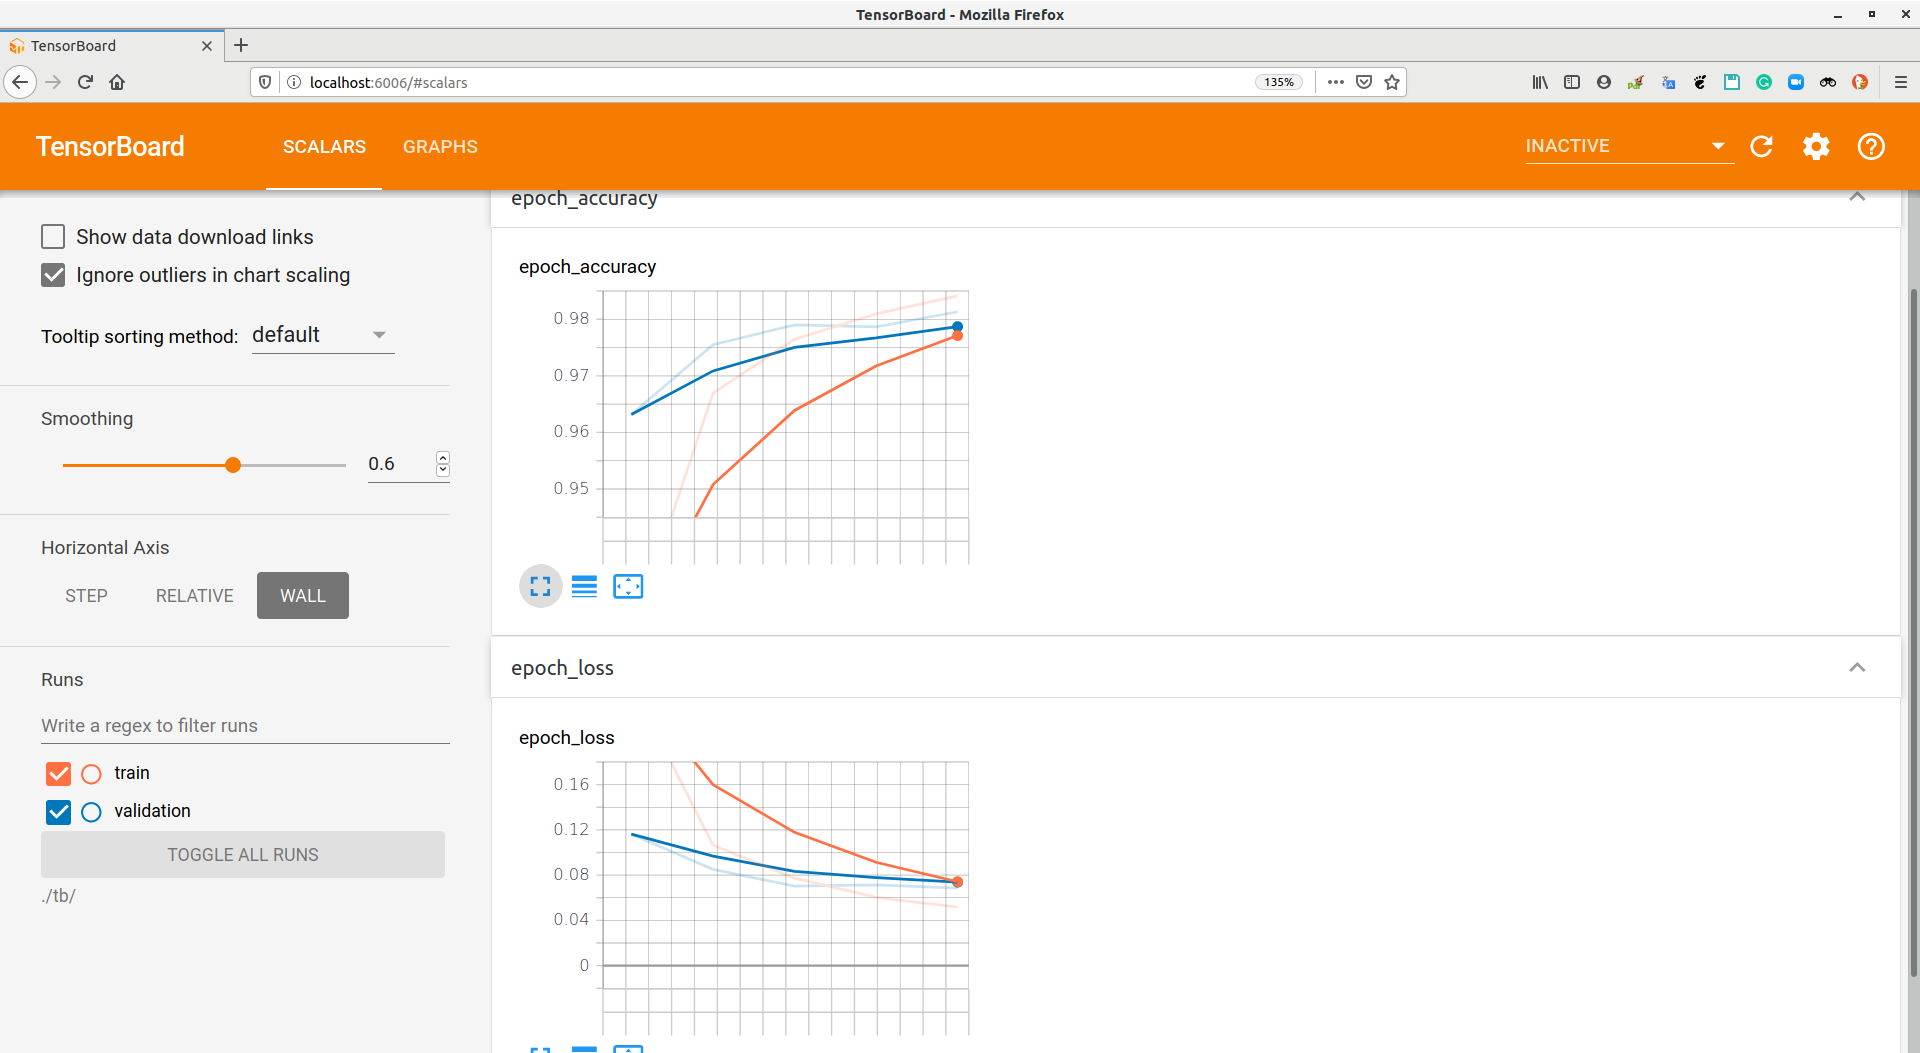 TensorBoard - Mozilla Firefox
TensorBoard
localhost:6006/#scalars
135%
TensorBoard
SCALARS
GRAPHS
INACTIVE
Show data download links
Ignore outliers in chart scaling
Tooltip sorting method: default
Smoothing
0.6
Horizontal Axis
STEP
RELATIVE
WALL
Runs
Write a regex to filter runs
train
validation
TOGGLE ALL RUNS
./tb/
epoch_accuracy
epoch_accuracy
0.98
0.97
0.96
0.95
epoch_loss
epoch_loss
0.16
0.12
0.08
0.04
0